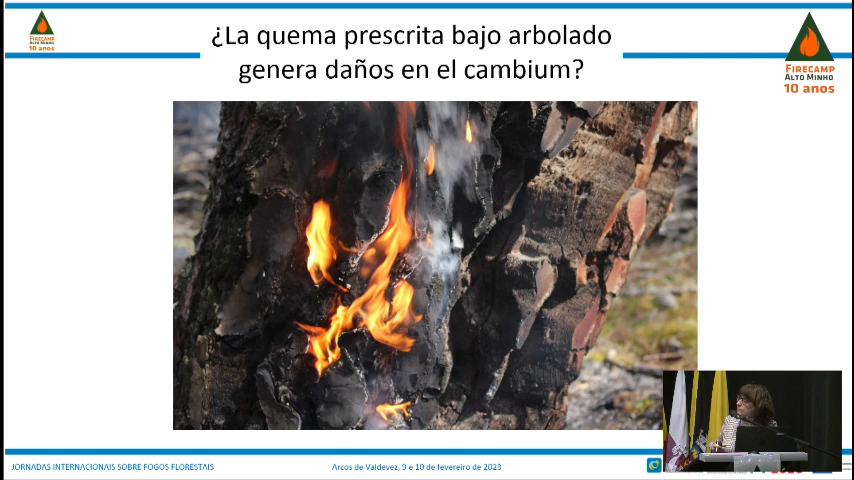 ¿La quema prescrita bajo arbolado
genera daños en el cambium?
FIRECAMP
ALTO MINHO
10 anos
FIRECAMP
ALTO MINHO
10 anos
JORNADAS INTERNACIONAIS SOBRE FOGOS FLORESTAIS
Arcos de Valdevez, 9 e 10 de fevereiro de 2023